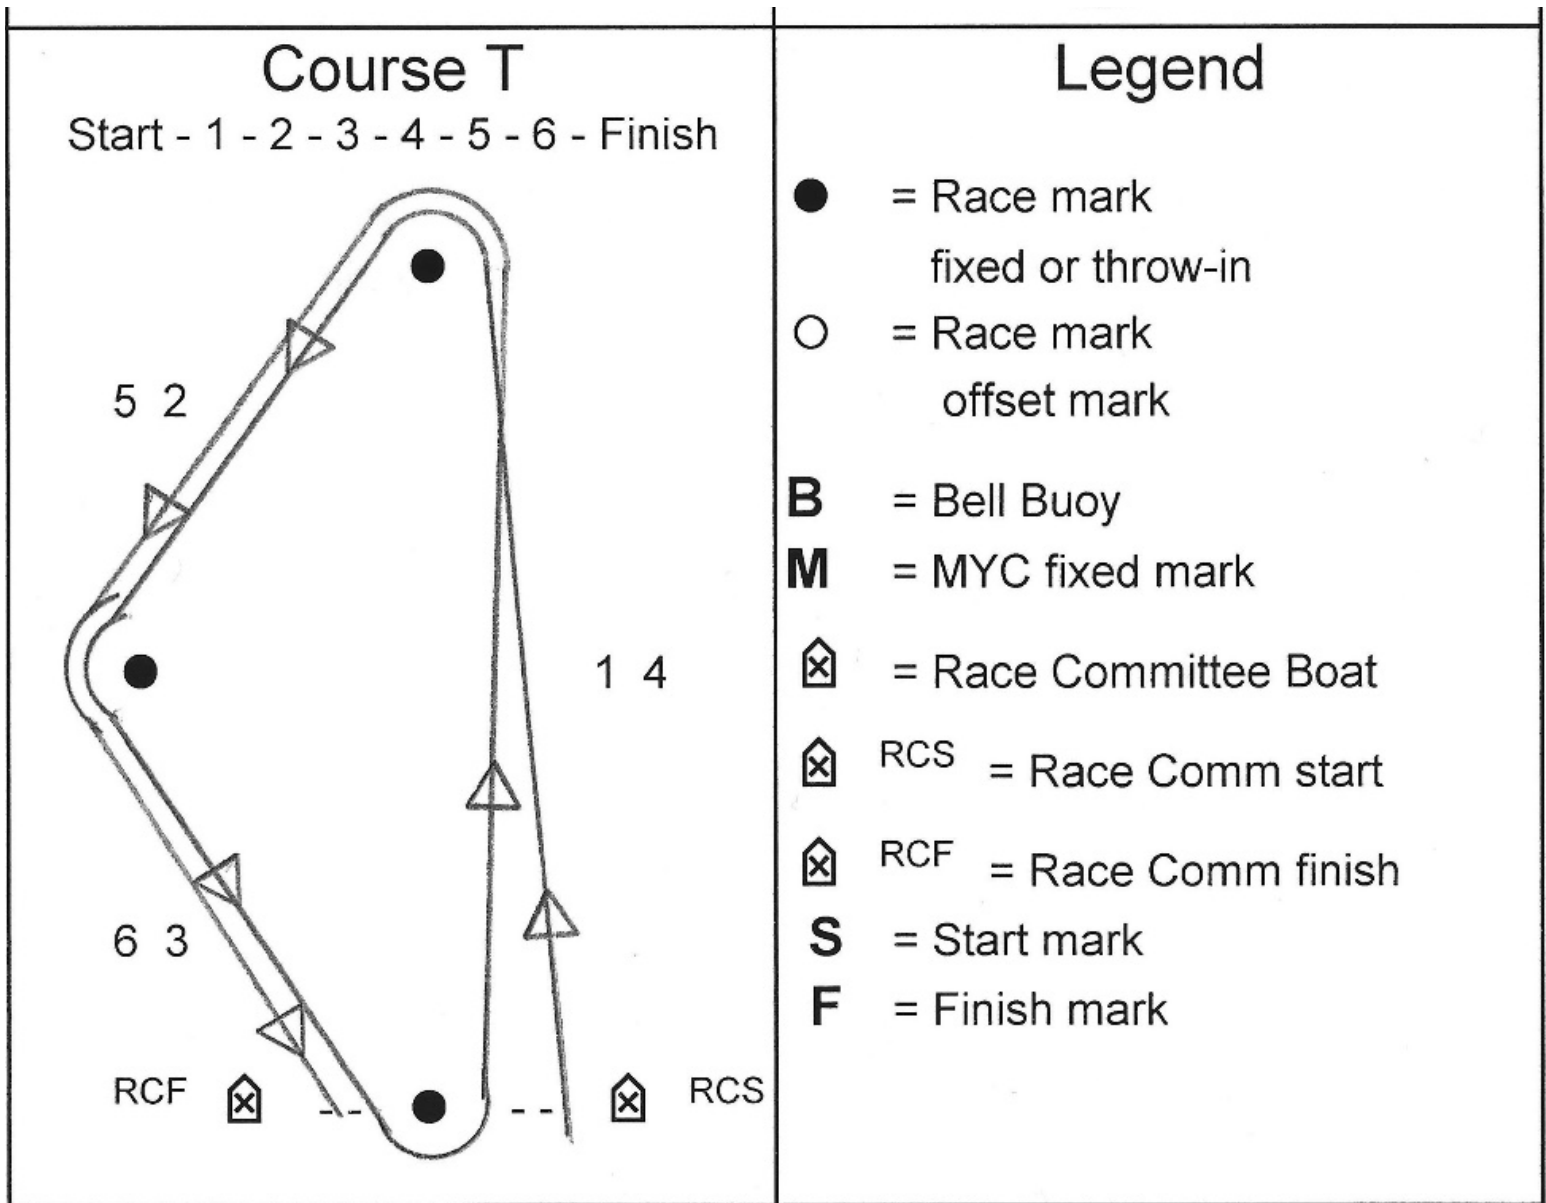 Course T
Start - 1 - 2 - 3 - 4 - 5 - 6 - Finish
5 2
1 4
6 3
RCF
RCS
Legend
= Race mark
fixed or throw-in
= Race mark
offset mark
B = Bell Buoy
M = MYC fixed mark
= Race Committee Boat
RCS = Race Comm start
RCF = Race Comm finish
S = Start mark
F = Finish mark